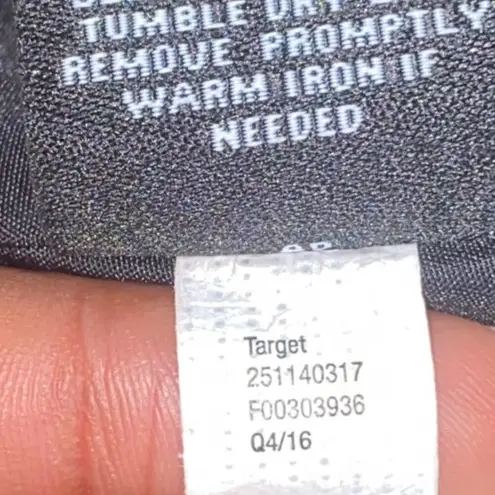 TUMBLE DRY
REMOVE PROMPTLY
WARM IRON IF
NEEDED
Target
251140317
F00303936
Q4/16